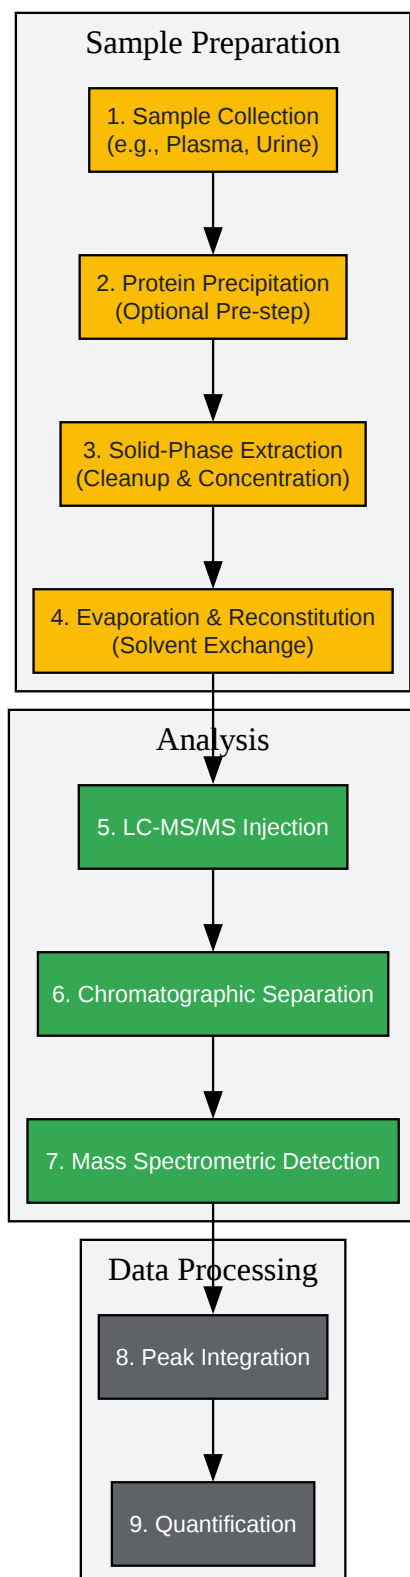 Sample Preparation
1. Sample Collection
(e.g., Plasma, Urine)
2. Protein Precipitation
(Optional Pre-step)
3. Solid-Phase Extraction
(Cleanup & Concentration)
4. Evaporation & Reconstitution
(Solvent Exchange)
Analysis
5. LC-MS/MS Injection
6. Chromatographic Separation
7. Mass Spectrometric Detection
Data Processing
8. Peak Integration
9. Quantification